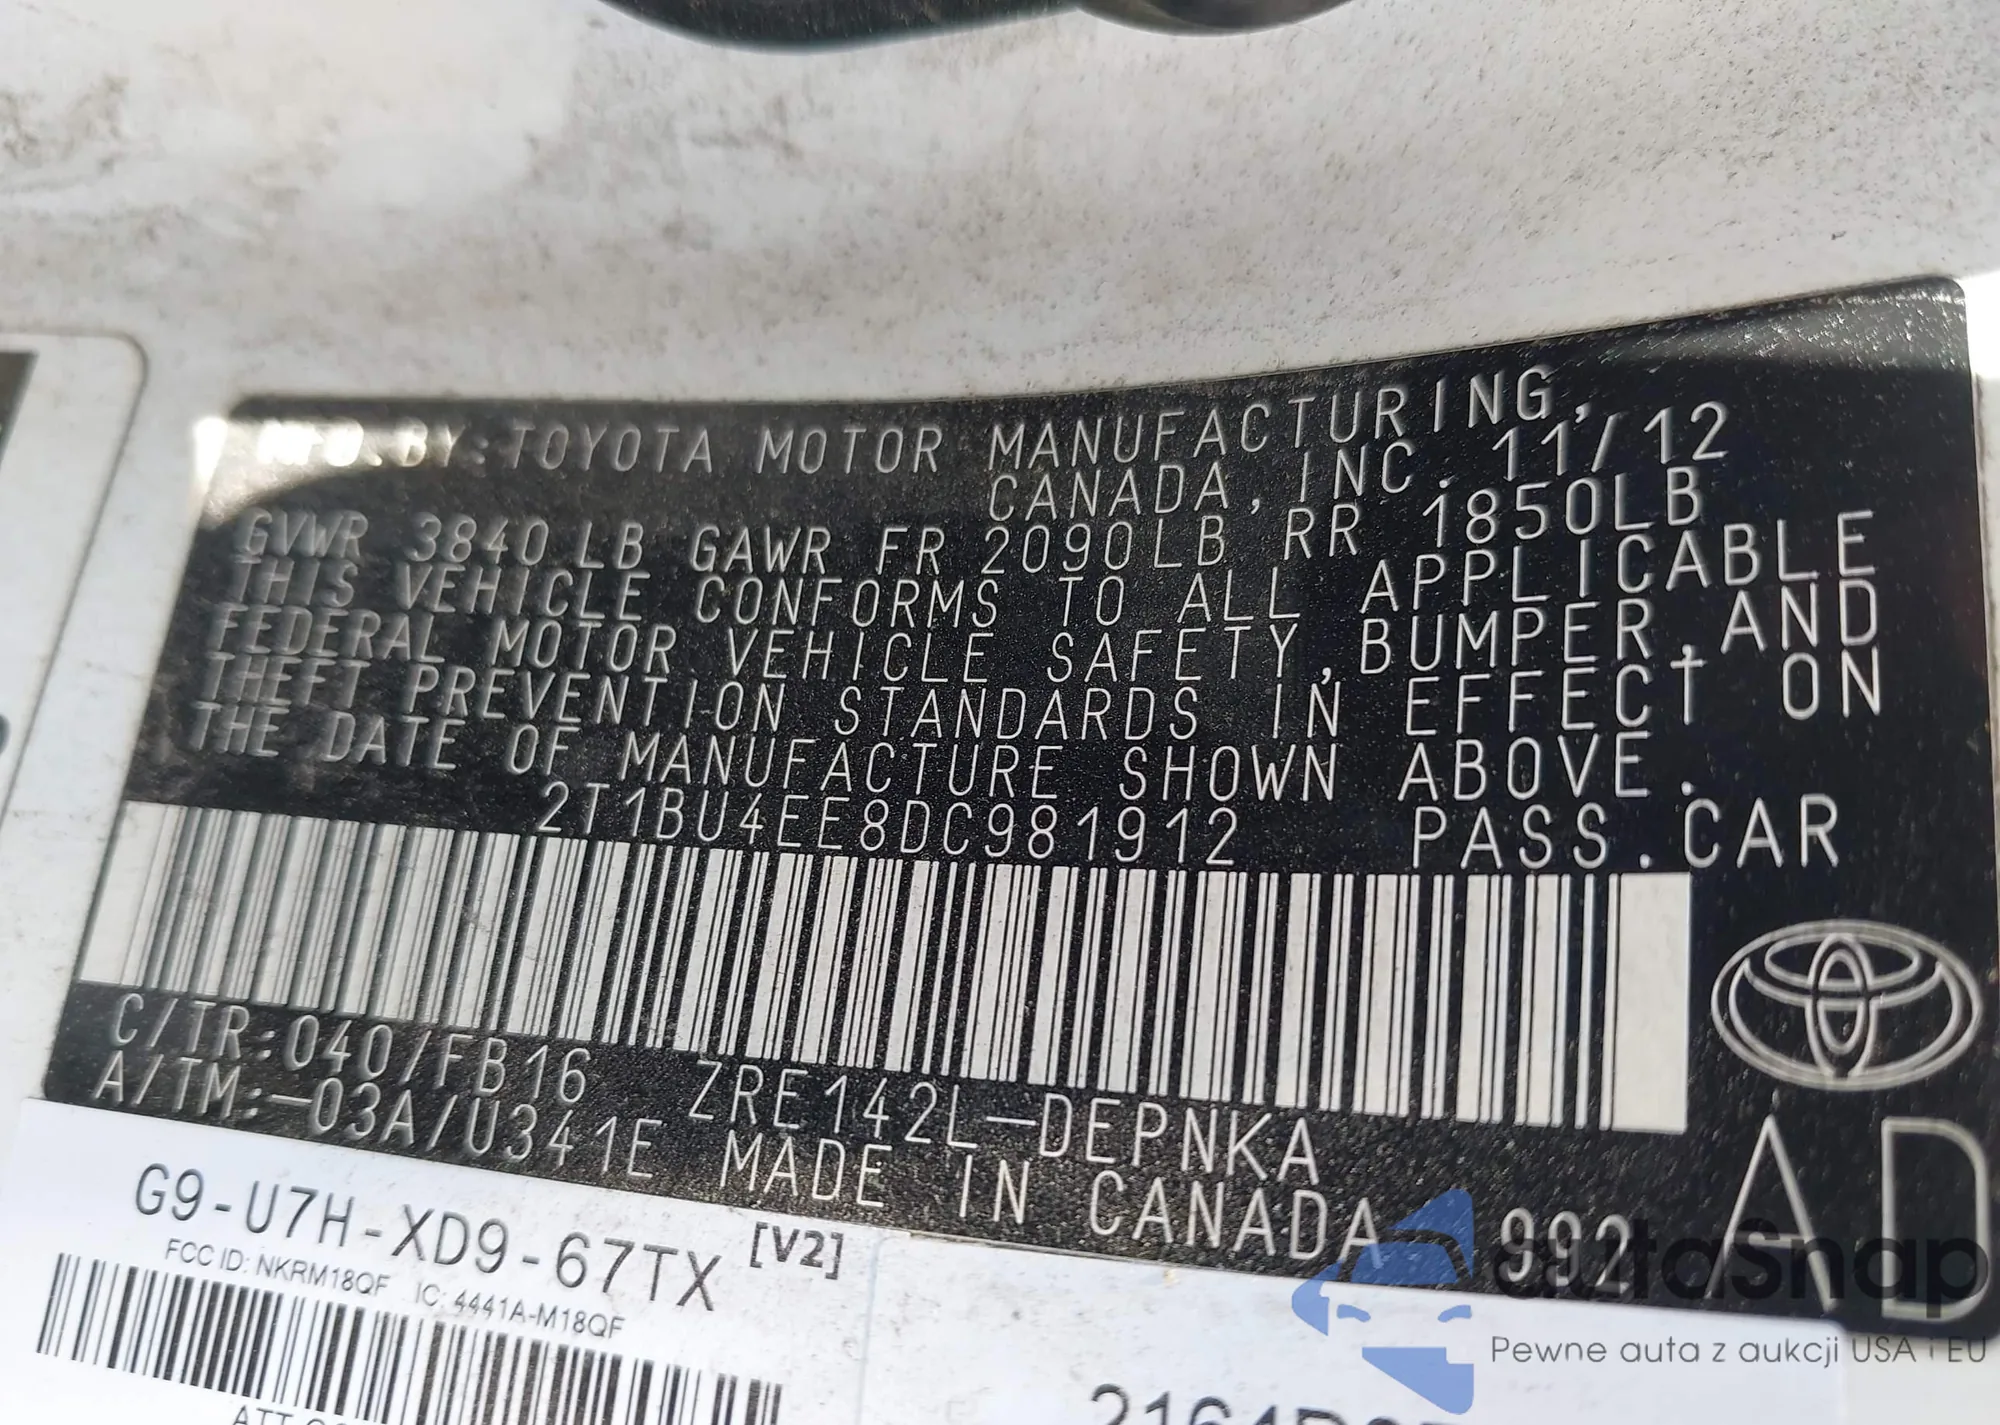 MFD. BY: TOYOTA MOTOR MANUFACTURING,
CANADA, INC. 11/12
GVWR 3840 LB GAWR FR 2090LB RR 1850LB
THIS VEHICLE CONFORMS TO ALL APPLICABLE
FEDERAL MOTOR VEHICLE SAFETY, BUMPER, AND
THEFT PREVENTION STANDARDS IN EFFECT ON
THE DATE OF MANUFACTURE SHOWN ABOVE.
2T1BU4EE8DC981912 PASS.CAR
C/TR:040/FB16 ZRE142L-DEPNKA
A/TM:-03A/U341E MADE IN CANADA 992
AD
G9-U7H-XD9-67TX [V2]
FCC ID: NKRM18QF IC: 4441A-M18QF
autaSnap
Pewne auta z aukcji USA i EU